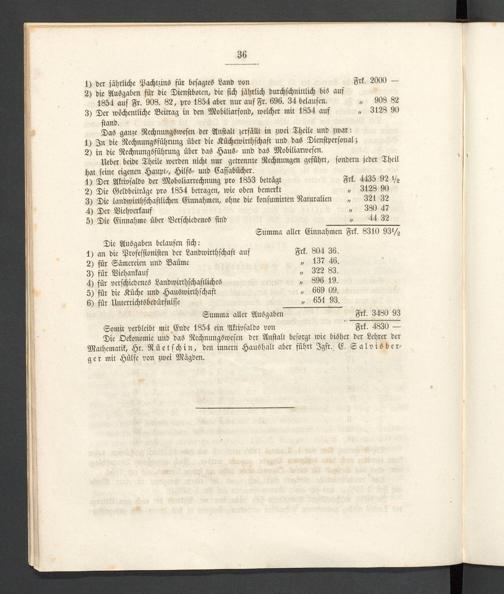 36
1) der jährliche Pachtzins für besagtes Land von Frk. 2000 —
2) die Ausgaben für die Dienstboten, die sich jährlich durchschnittlich bis auf
1854 auf Fr. 908. 82, pro 1854 aber nur auf Fr. 696. 34 belaufen. „ 908 82
3) Der wöchentliche Beitrag in den Mobiliarfond, welcher mit 1854 auf „ 3128 90
stand.
Das ganze Rechnungswesen der Anstalt zerfällt in zwei Theile und zwar:
1) In die Rechnungsführung über die Küchenwirthschaft und das Dienstpersonal;
2) in die Rechnungsführung über das Haus- und das Mobiliarwesen.
Ueber beide Theile werden nicht nur getrennte Rechnungen geführt, sondern jeder Theil
hat seine eigenen Haupt-, Hilfs- und Cassabücher.
1) Der Aktivsaldo der Mobiliarrechnung pro 1853 beträgt Frk. 4435 92 1/2
2) Die Geldbeiträge pro 1854 betragen, wie oben bemerkt „ 3128 90
3) Die landwirthschaftlichen Einnahmen, ohne die konsumirten Naturalien „ 321 32
4) Der Viehverkauf „ 380 47
5) Die Einnahme über Verschiedenes sind „ 44 32
Summa aller Einnahmen Frk. 8310 93 1/2
Die Ausgaben belaufen sich:
1) an die Professionisten der Landwirthschaft auf Frk. 804 36.
2) für Sämereien und Bäume „ 137 46.
3) für Viehankauf „ 322 83.
4) für verschiedenes Landwirthschaftliches „ 896 19.
5) für die Küche und Hauswirthschaft „ 669 09.
6) für Unterrichtsbedürfnisse „ 651 93.
Summa aller Ausgaben Frk. 3480 93
Somit verbleibt mit Ende 1854 ein Aktivsaldo von Frk. 4830 —
Die Oekonomie und das Rechnungswesen der Anstalt besorgt wie bisher der Lehrer der
Mathematik, Hr. Rüetschin, den innern Haushalt aber führt Jgfr. E. Salvisber-
ger mit Hülfe von zwei Mägden.